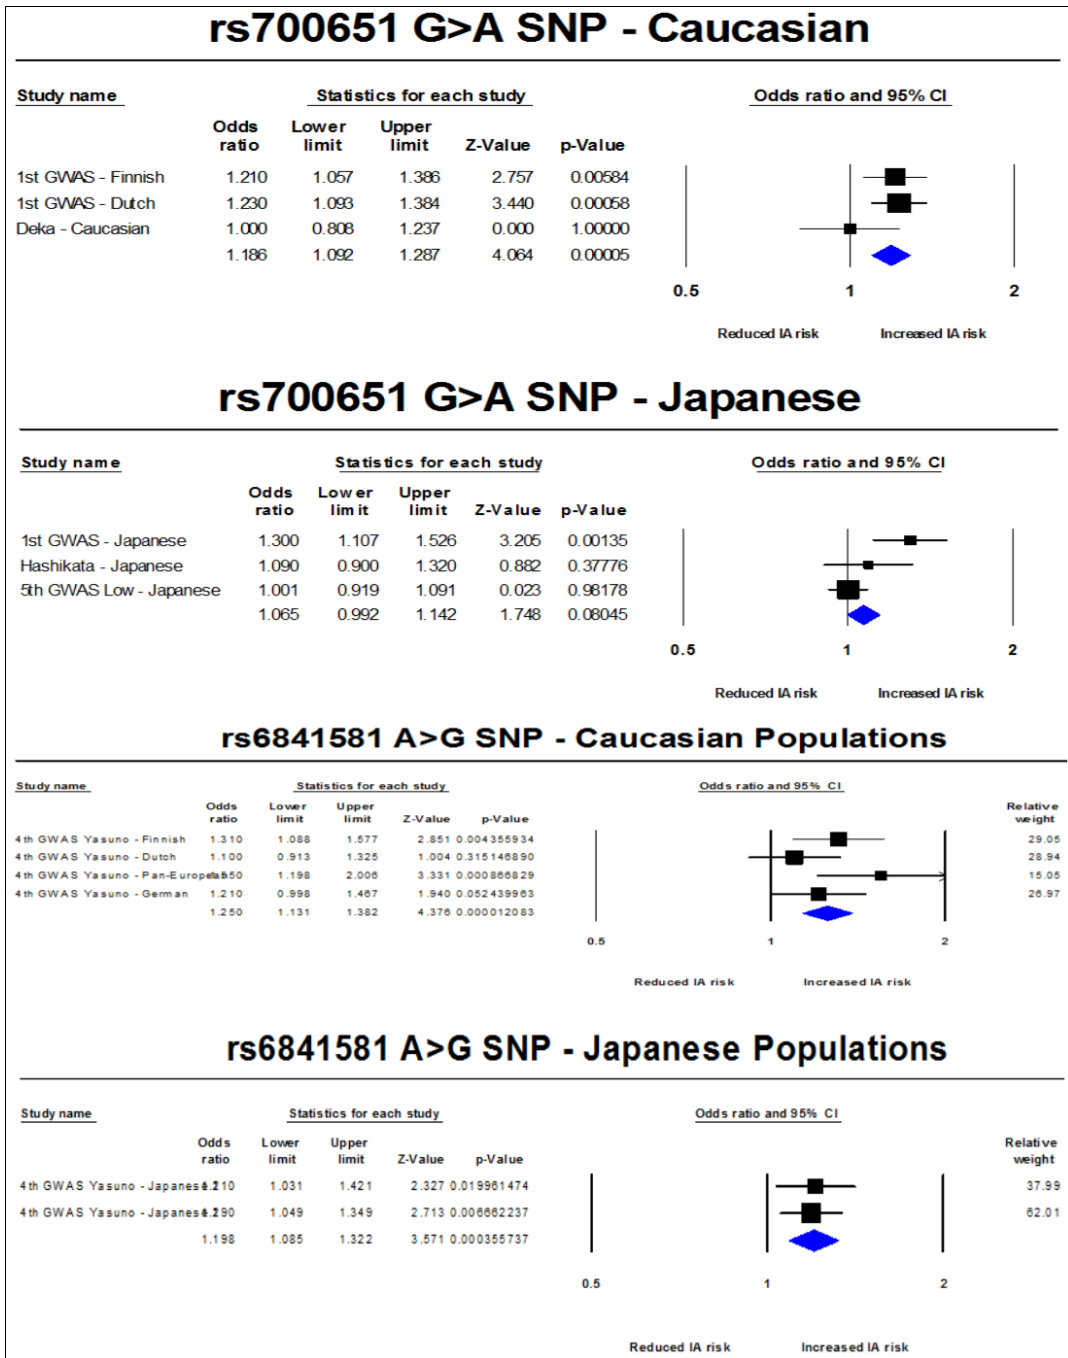 rs700651 G>A SNP - Caucasian
Study name Statistics for each study Odds ratio and 95% CI
Odds Lower Upper
ratio limit limit Z-Value p-Value
1st GWAS - Finnish 1.210 1.057 1.386 2.757 0.00584
1st GWAS - Dutch 1.230 1.093 1.384 3.440 0.00058
Deka - Caucasian 1.000 0.808 1.237 0.000 1.00000
1.186 1.092 1.287 4.064 0.00005
0.5 1 2
Reduced IA risk Increased IA risk
rs700651 G>A SNP - Japanese
Study name Statistics for each study Odds ratio and 95% CI
Odds Lower Upper
ratio limit limit Z-Value p-Value
1st GWAS - Japanese 1.300 1.107 1.526 3.205 0.00135
Hashikata - Japanese 1.090 0.900 1.320 0.882 0.37776
5th GWAS Low - Japanese 1.001 0.919 1.091 0.023 0.98178
1.065 0.992 1.142 1.748 0.08045
0.5 1 2
Reduced IA risk Increased IA risk
rs6841581 A>G SNP - Caucasian Populations
Study name Statistics for each study Odds ratio and 95% CI
Odds Lower Upper Relative
ratio limit limit Z-Value p-Value weight
4th GWAS Yasuno - Finnish 1.310 1.088 1.577 2.851 0.004355934 29.05
4th GWAS Yasuno - Dutch 1.100 0.913 1.325 1.004 0.315146890 28.94
4th GWAS Yasuno - Pan-European 1.198 2.006 3.331 0.000866829 15.05
4th GWAS Yasuno - German 1.210 0.998 1.467 1.940 0.052439963 26.97
1.250 1.131 1.382 4.376 0.000012083
0.5 1 2
Reduced IA risk Increased IA risk
rs6841581 A>G SNP - Japanese Populations
Study name Statistics for each study Odds ratio and 95% CI
Odds Lower Upper Relative
ratio limit limit Z-Value p-Value weight
4th GWAS Yasuno - Japanese 1.031 1.421 2.327 0.019961474 37.99
4th GWAS Yasuno - Japanese 1.049 1.349 2.713 0.006662237 62.01
1.198 1.085 1.322 3.571 0.000355737
0.5 1 2
Reduced IA risk Increased IA risk